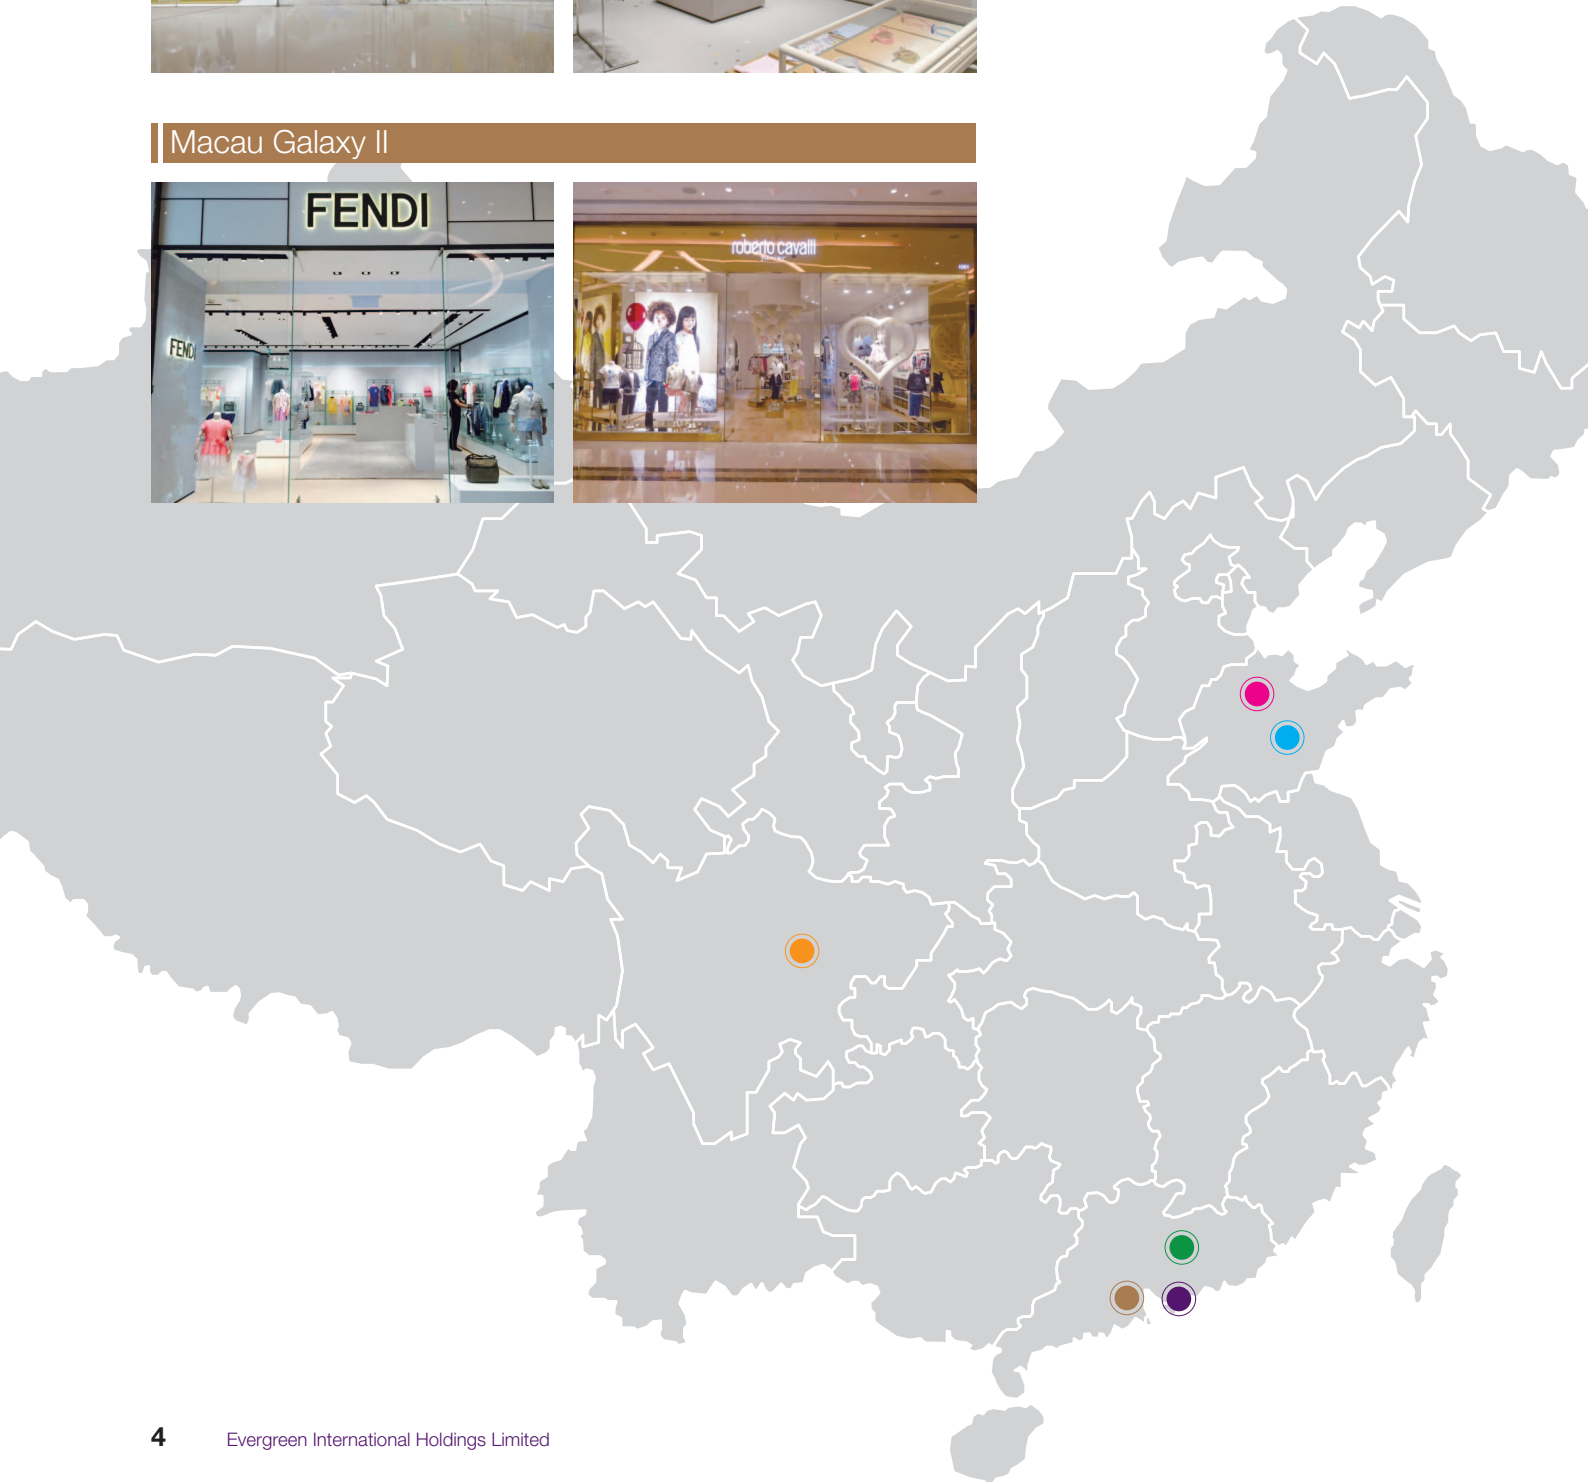 Macau Galaxy II
FENDI
FENDI
roberto cavalli
4
Evergreen International Holdings Limited